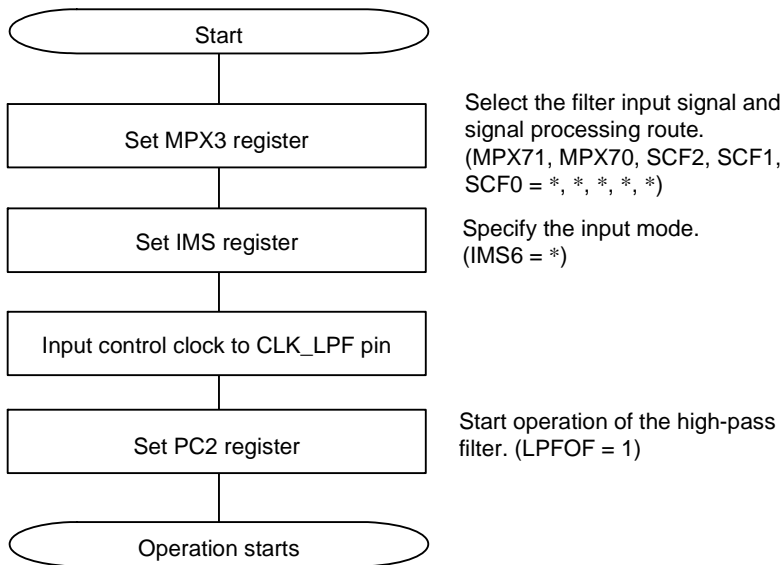 Start
Set MPX3 register
Select the filter input signal and
signal processing route.
(MPX71, MPX70, SCF2, SCF1,
SCF0 = *, *, *, *, *)
Set IMS register
Specify the input mode.
(IMS6 = *)
Input control clock to CLK_LPF pin
Set PC2 register
Start operation of the high-pass
filter. (LPFOF = 1)
Operation starts